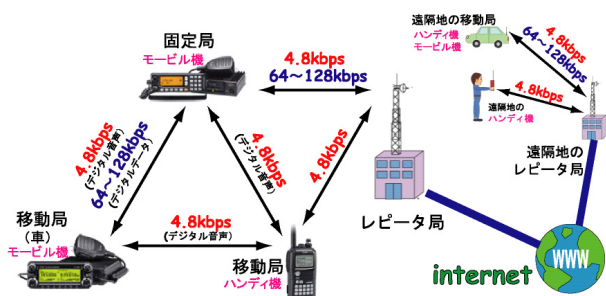 固定局
モービル機
4.8kbps
64～128kbps
遠隔地の移動局
ハンディ機
モービル機
4.8kbps
64～128kbps
4.8kbps
遠隔地の
ハンディ機
遠隔地の
レピータ局
4.8kbps
(デジタル音声)
64～128kbps
(デジタルデータ)
4.8kbps
(デジタル音声)
4.8kbps
レピータ局
移動局
（車）
モービル機
4.8kbps
(デジタル音声)
移動局
ハンディ機
internet
WWW